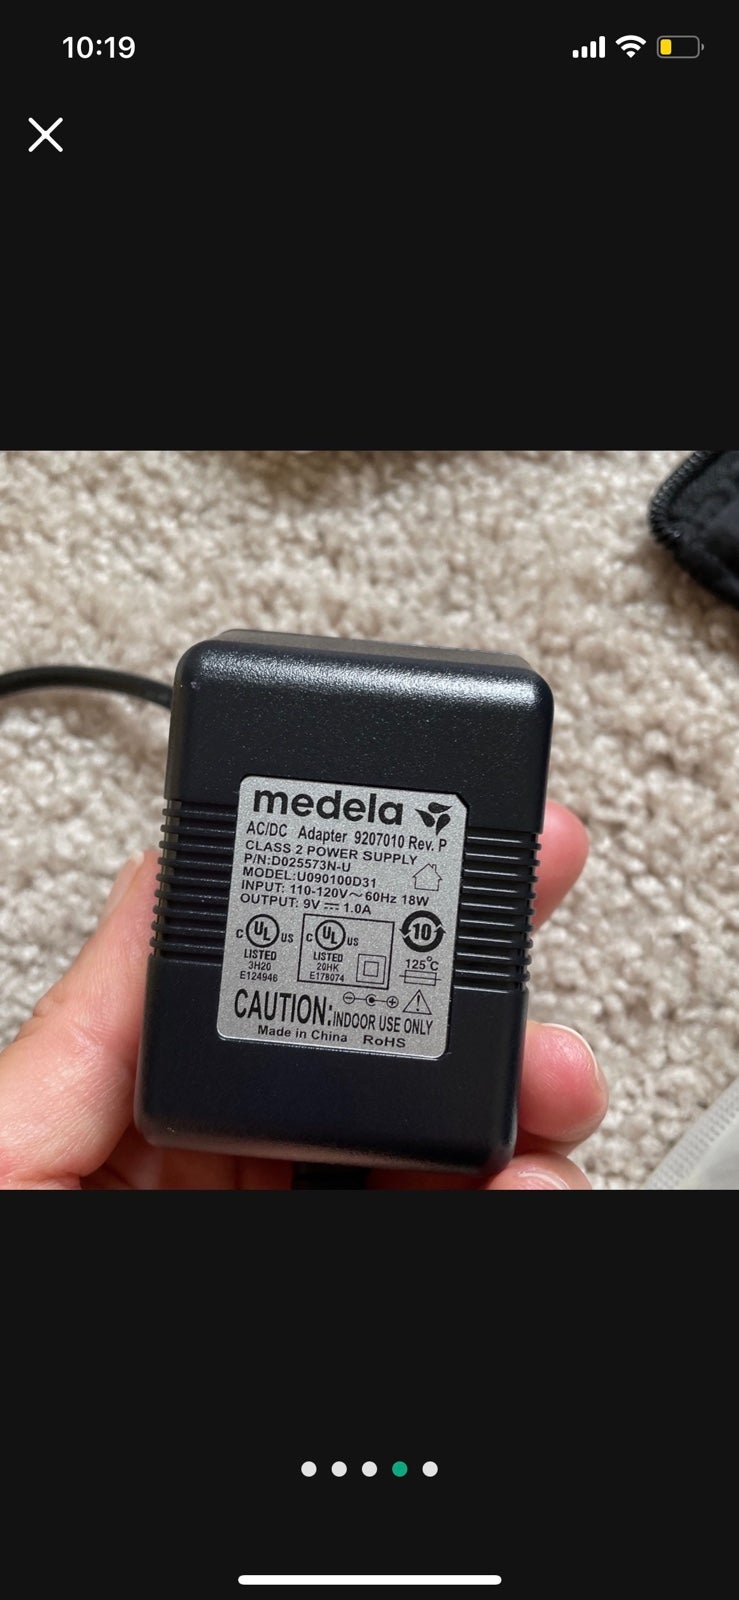 10:19
medela
AC/DC Adapter 9207010 Rev. P
CLASS 2 POWER SUPPLY
P/N:D025573N-U
MODEL:U090100D31
INPUT: 110-120V~60Hz 18W
OUTPUT: 9V ⎓ 1.0A
C UL US
LISTED
3H20
E124946
C UL US
LISTED
20HK
E178074
10
125°C
CAUTION: INDOOR USE ONLY
Made in China RoHS